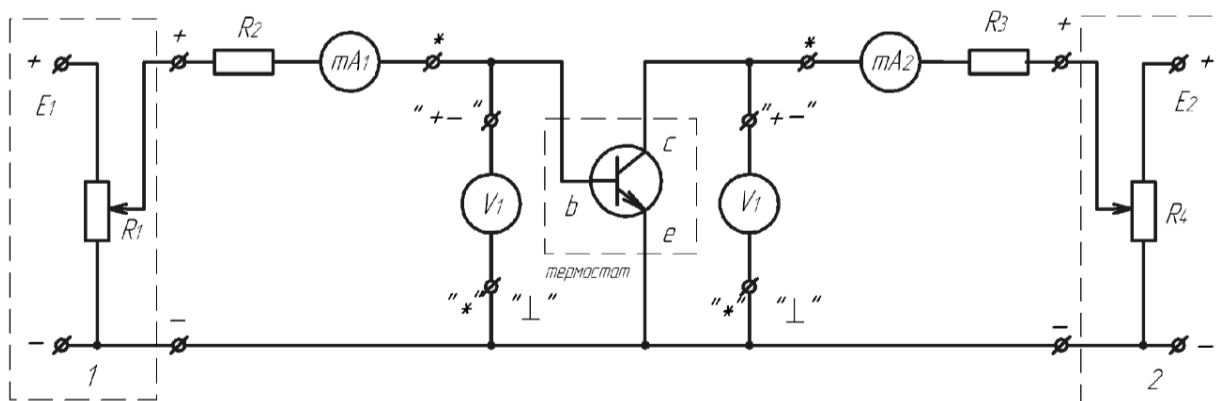 + R2 mA1 * * mA2 R3 +
+ E1 + E2
"+-" "+-"
c
R1 V1 b V1 R4
e
термостат
"*" "⊥" "*" "⊥"
- - - -
1 2